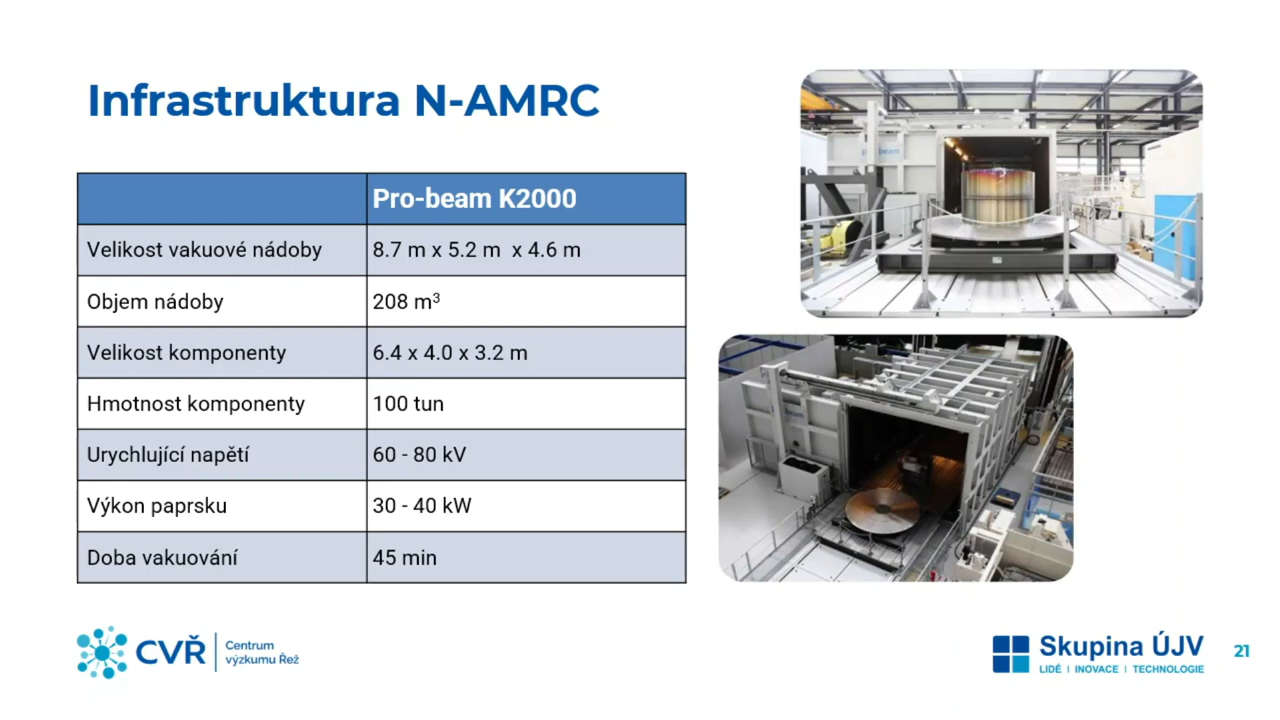 Infrastruktura N-AMRC
Pro-beam K2000
Velikost vakuové nádoby 8.7 m x 5.2 m x 4.6 m
Objem nádoby 208 m³
Velikost komponenty 6.4 x 4.0 x 3.2 m
Hmotnost komponenty 100 tun
Urychlující napětí 60 - 80 kV
Výkon paprsku 30 - 40 kW
Doba vakuování 45 min
CVŘ
Centrum
výzkumu Řež
Skupina ÚJV
LIDÉ | INOVACE | TECHNOLOGIE
21